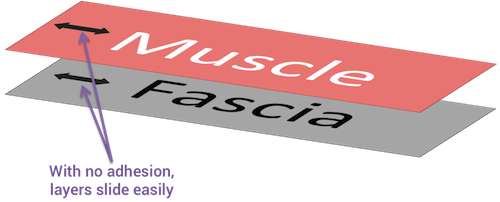 Muscle
Fascia
With no adhesion,
layers slide easily